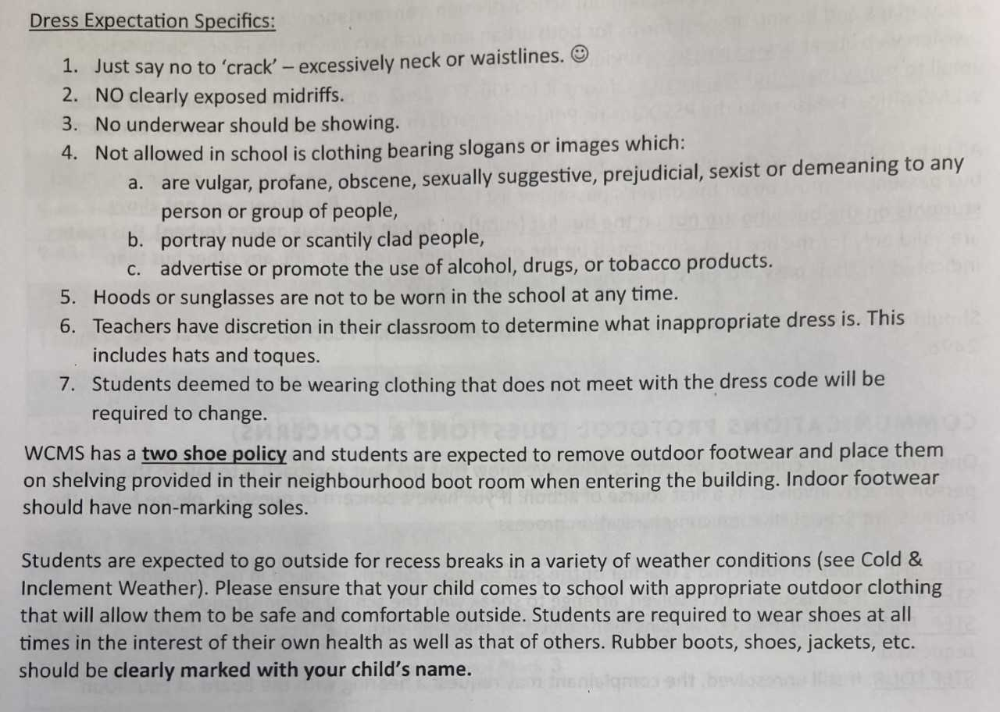 Dress Expectation Specifics:
1. Just say no to ‘crack’ – excessively neck or waistlines. ☺
2. NO clearly exposed midriffs.
3. No underwear should be showing.
4. Not allowed in school is clothing bearing slogans or images which:
a. are vulgar, profane, obscene, sexually suggestive, prejudicial, sexist or demeaning to any
person or group of people,
b. portray nude or scantily clad people,
c. advertise or promote the use of alcohol, drugs, or tobacco products.
5. Hoods or sunglasses are not to be worn in the school at any time.
6. Teachers have discretion in their classroom to determine what inappropriate dress is. This
includes hats and toques.
7. Students deemed to be wearing clothing that does not meet with the dress code will be
required to change.
WCMS has a two shoe policy and students are expected to remove outdoor footwear and place them
on shelving provided in their neighbourhood boot room when entering the building. Indoor footwear
should have non-marking soles.
Students are expected to go outside for recess breaks in a variety of weather conditions (see Cold &
Inclement Weather). Please ensure that your child comes to school with appropriate outdoor clothing
that will allow them to be safe and comfortable outside. Students are required to wear shoes at all
times in the interest of their own health as well as that of others. Rubber boots, shoes, jackets, etc.
should be clearly marked with your child’s name.